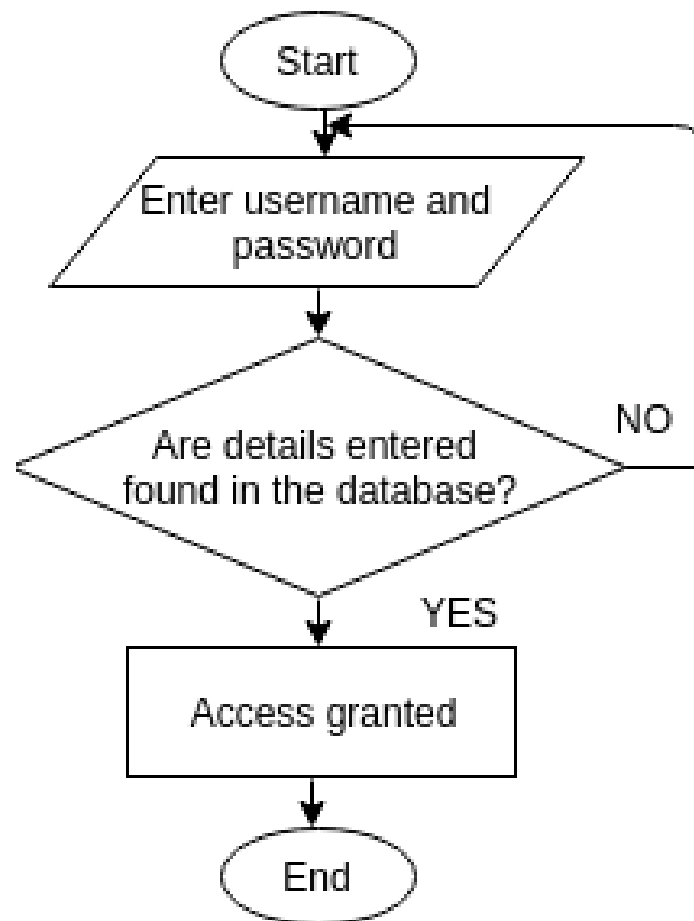 Start
Enter username and
password
Are details entered
found in the database?
NO
YES
Access granted
End